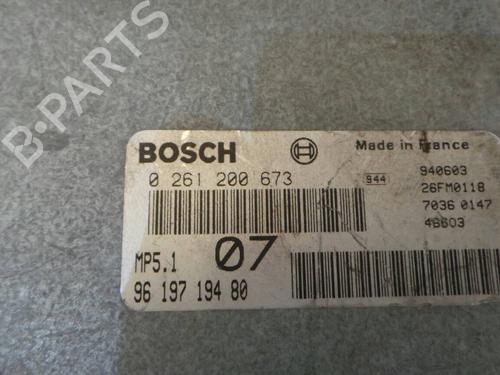 B-PARTS
BOSCH
Made in France
0 261 200 673
944
940603
26FM0118
7036 0147
46603
MP5.1
07
96 197 194 80